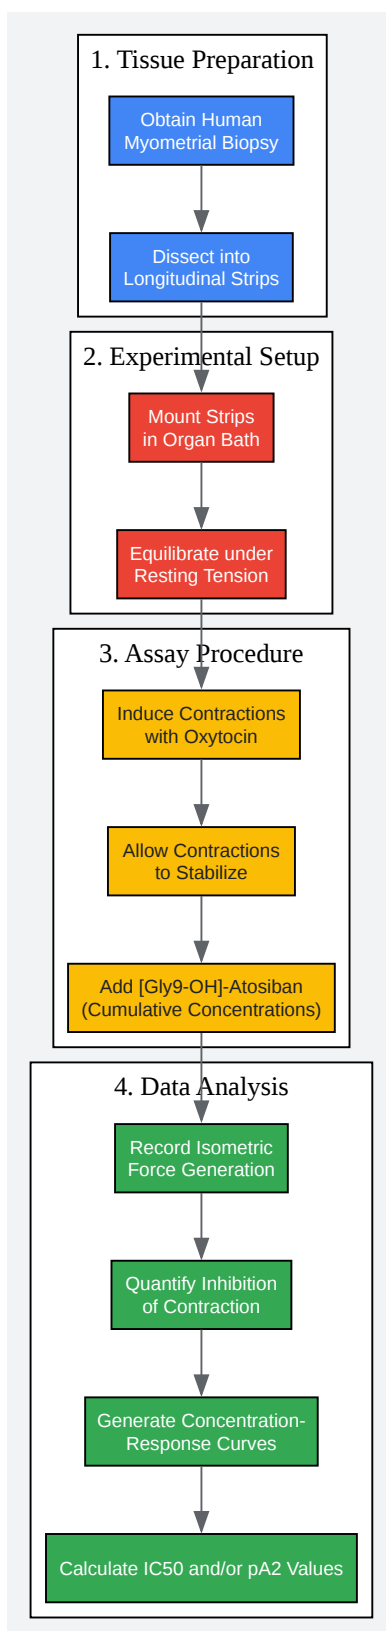 1. Tissue Preparation
Obtain Human
Myometrial Biopsy
Dissect into
Longitudinal Strips
2. Experimental Setup
Mount Strips
in Organ Bath
Equilibrate under
Resting Tension
3. Assay Procedure
Induce Contractions
with Oxytocin
Allow Contractions
to Stabilize
Add [Gly9-OH]-Atosiban
(Cumulative Concentrations)
4. Data Analysis
Record Isometric
Force Generation
Quantify Inhibition
of Contraction
Generate Concentration-
Response Curves
Calculate IC50 and/or pA2 Values